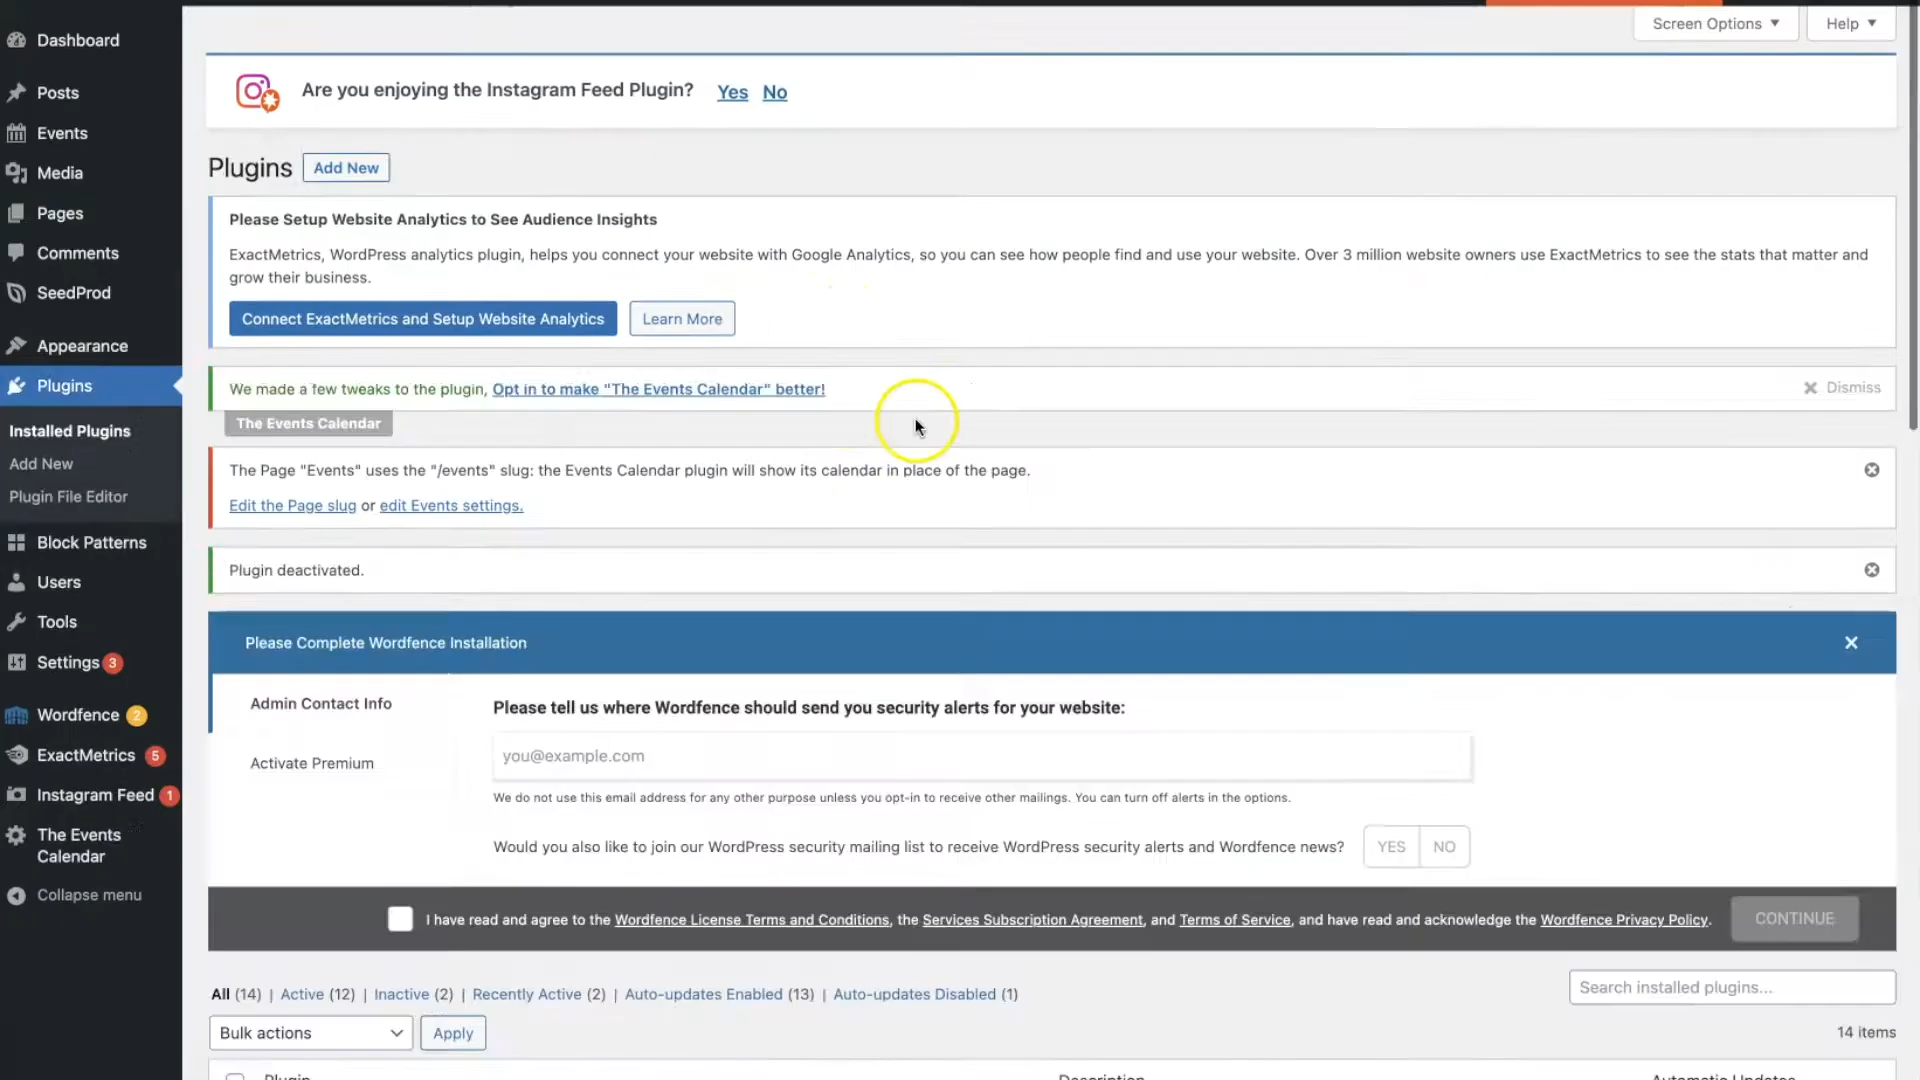 Screen Options
Help
Dashboard
Posts
Events
Media
Pages
Comments
SeedProd
Appearance
Plugins
Installed Plugins
Add New
Plugin File Editor
Block Patterns
Users
Tools
Settings 3
Wordfence 2
ExactMetrics 5
Instagram Feed 1
The Events
Calendar
Collapse menu
Are you enjoying the Instagram Feed Plugin? Yes No
Plugins Add New
Please Setup Website Analytics to See Audience Insights
ExactMetrics, WordPress analytics plugin, helps you connect your website with Google Analytics, so you can see how people find and use your website. Over 3 million website owners use ExactMetrics to see the stats that matter and
grow their business.
Connect ExactMetrics and Setup Website Analytics Learn More
We made a few tweaks to the plugin, Opt in to make "The Events Calendar" better! Dismiss
The Events Calendar
The Page "Events" uses the "/events" slug: the Events Calendar plugin will show its calendar in place of the page.
Edit the Page slug or edit Events settings.
Plugin deactivated.
Please Complete Wordfence Installation
Admin Contact Info
Activate Premium
Please tell us where Wordfence should send you security alerts for your website:
you@example.com
We do not use this email address for any other purpose unless you opt-in to receive other mailings. You can turn off alerts in the options.
Would you also like to join our WordPress security mailing list to receive WordPress security alerts and Wordfence news? YES NO
I have read and agree to the Wordfence License Terms and Conditions, the Services Subscription Agreement, and Terms of Service, and have read and acknowledge the Wordfence Privacy Policy. CONTINUE
All (14) | Active (12) | Inactive (2) | Recently Active (2) | Auto-updates Enabled (13) | Auto-updates Disabled (1)
Search installed plugins...
Bulk actions Apply
14 items
Plugin Description Automatic Updates